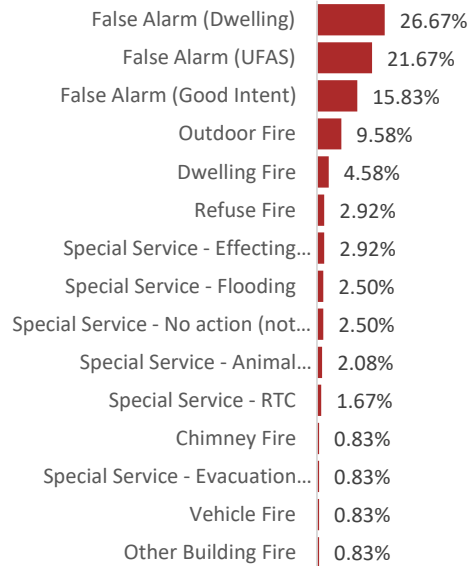 False Alarm (Dwelling) 26.67%
False Alarm (UFAS) 21.67%
False Alarm (Good Intent) 15.83%
Outdoor Fire 9.58%
Dwelling Fire 4.58%
Refuse Fire 2.92%
Special Service - Effecting... 2.92%
Special Service - Flooding 2.50%
Special Service - No action (not... 2.50%
Special Service - Animal... 2.08%
Special Service - RTC 1.67%
Chimney Fire 0.83%
Special Service - Evacuation... 0.83%
Vehicle Fire 0.83%
Other Building Fire 0.83%